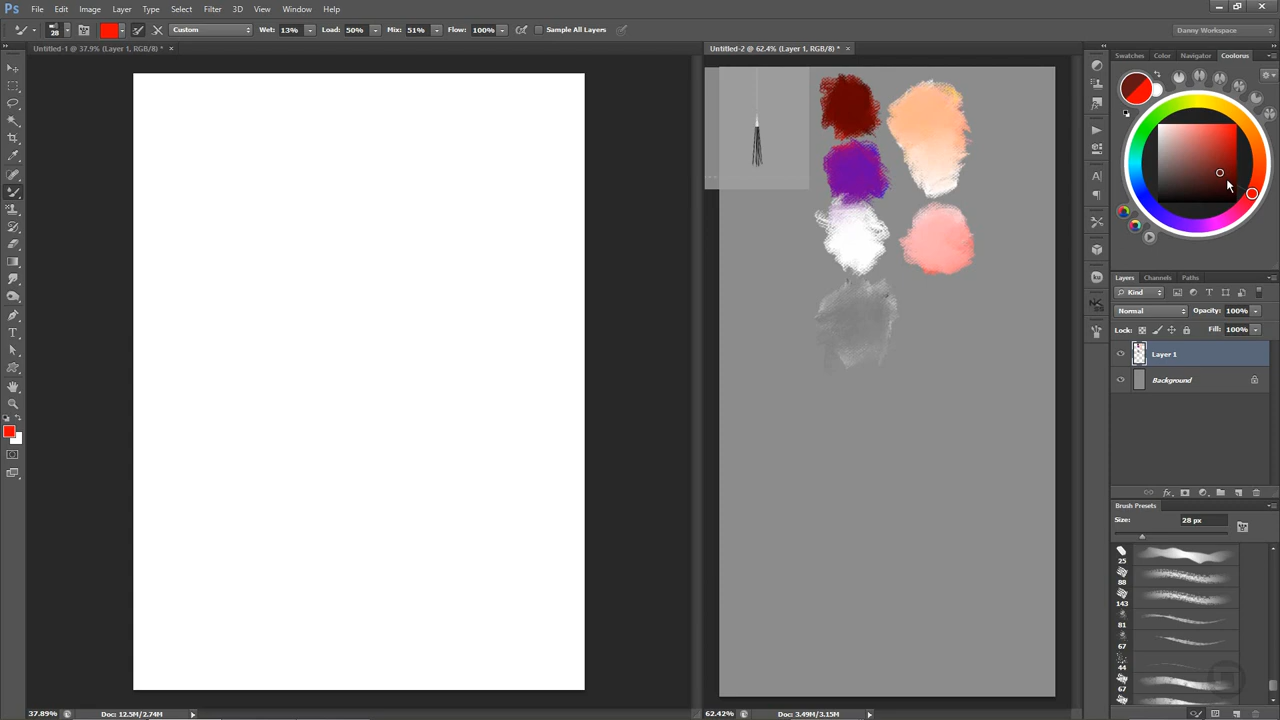 Ps File Edit Image Layer Type Select Filter 3D View Window Help
28 Custom Wet: 13% Load: 50% Mix: 51% Flow: 100% Sample All Layers Danny Workspace
Untitled-1 @ 37.9% (Layer 1, RGB/8) * × Untitled-2 @ 62.4% (Layer 1, RGB/8) * ×
Swatches Color Navigator Coolorus
ku
Layers Channels Paths
Kind
Normal Opacity: 100%
Lock: Fill: 100%
Layer 1
Background
Brush Presets
Size: 28 px
25
88
143
81
67
44
67
37.89% Doc: 12.5M/2.74M 62.42% Doc: 3.49M/3.15M